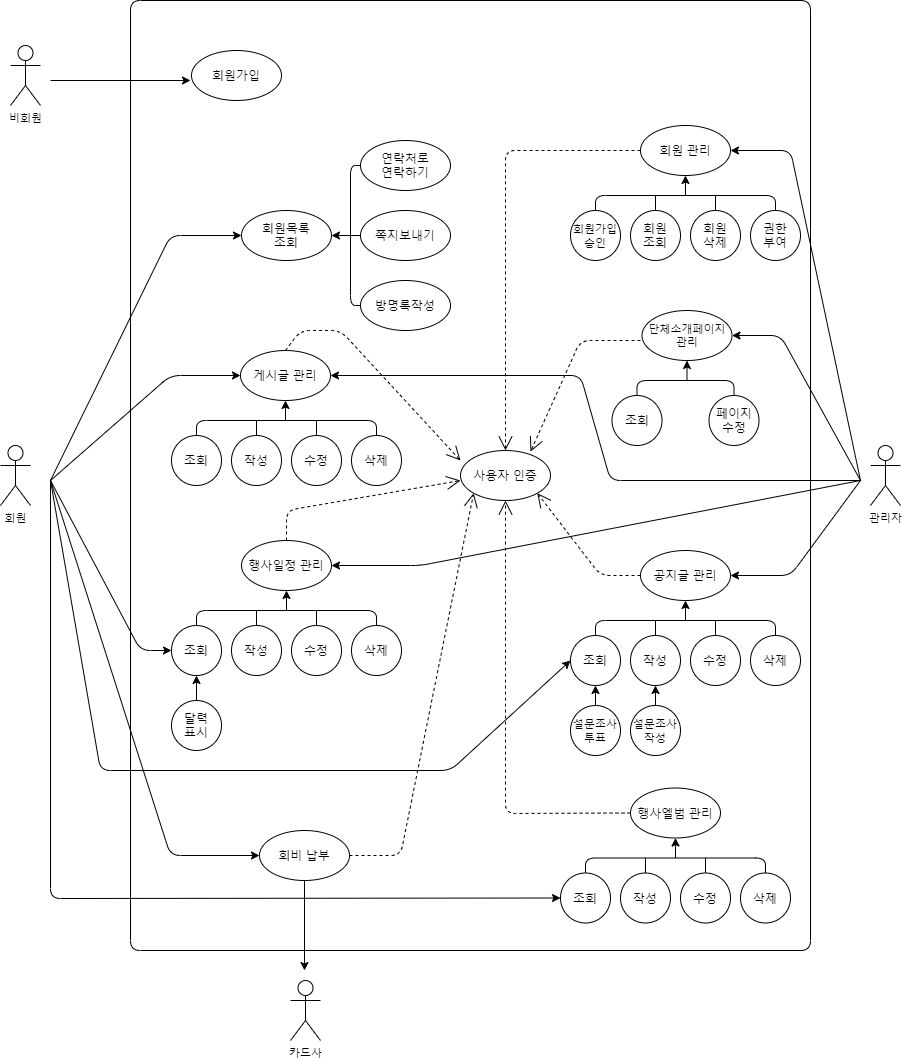 회원가입
비회원
연락처로
연락하기
회원 관리
회원목록
조회
쪽지보내기
회원가입
승인
회원
조회
회원
삭제
권한
부여
방명록작성
단체소개페이지
관리
게시글 관리
조회
페이지
수정
조회
작성
수정
삭제
사용자 인증
회원
관리자
행사일정 관리
공지글 관리
조회
작성
수정
삭제
조회
작성
수정
삭제
달력
표시
설문조사
투표
설문조사
작성
행사엘범 관리
회비 납부
조회
작성
수정
삭제
카드사